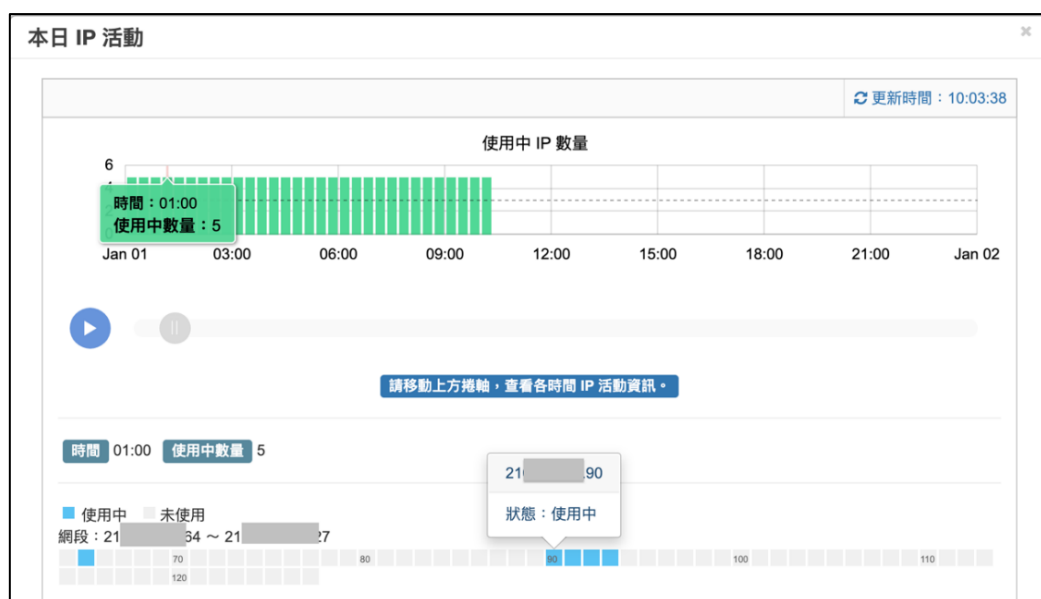 本日 IP 活動
更新時間：10:03:38
使用中 IP 數量
6
時間：01:00
使用中數量：5
Jan 01 03:00 06:00 09:00 12:00 15:00 18:00 21:00 Jan 02
請移動上方捲軸，查看各時間 IP 活動資訊。
時間 01:00 使用中數量 5
21 .90
狀態：使用中
使用中 未使用
網段：21 64 ～ 21 27
70 80 90 100 110
120